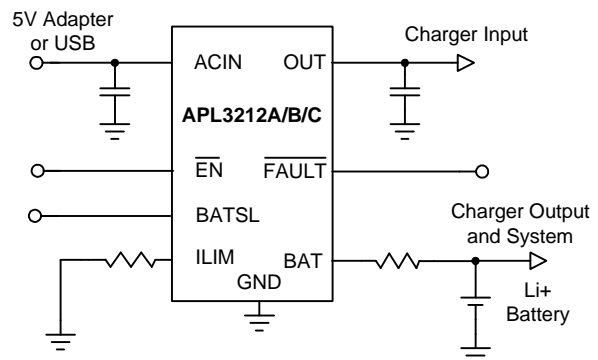 5V Adapter
or USB
Charger Input
ACIN
OUT
APL3212A/B/C
EN
FAULT
BATSL
Charger Output
and System
ILIM
BAT
GND
Li+
Battery